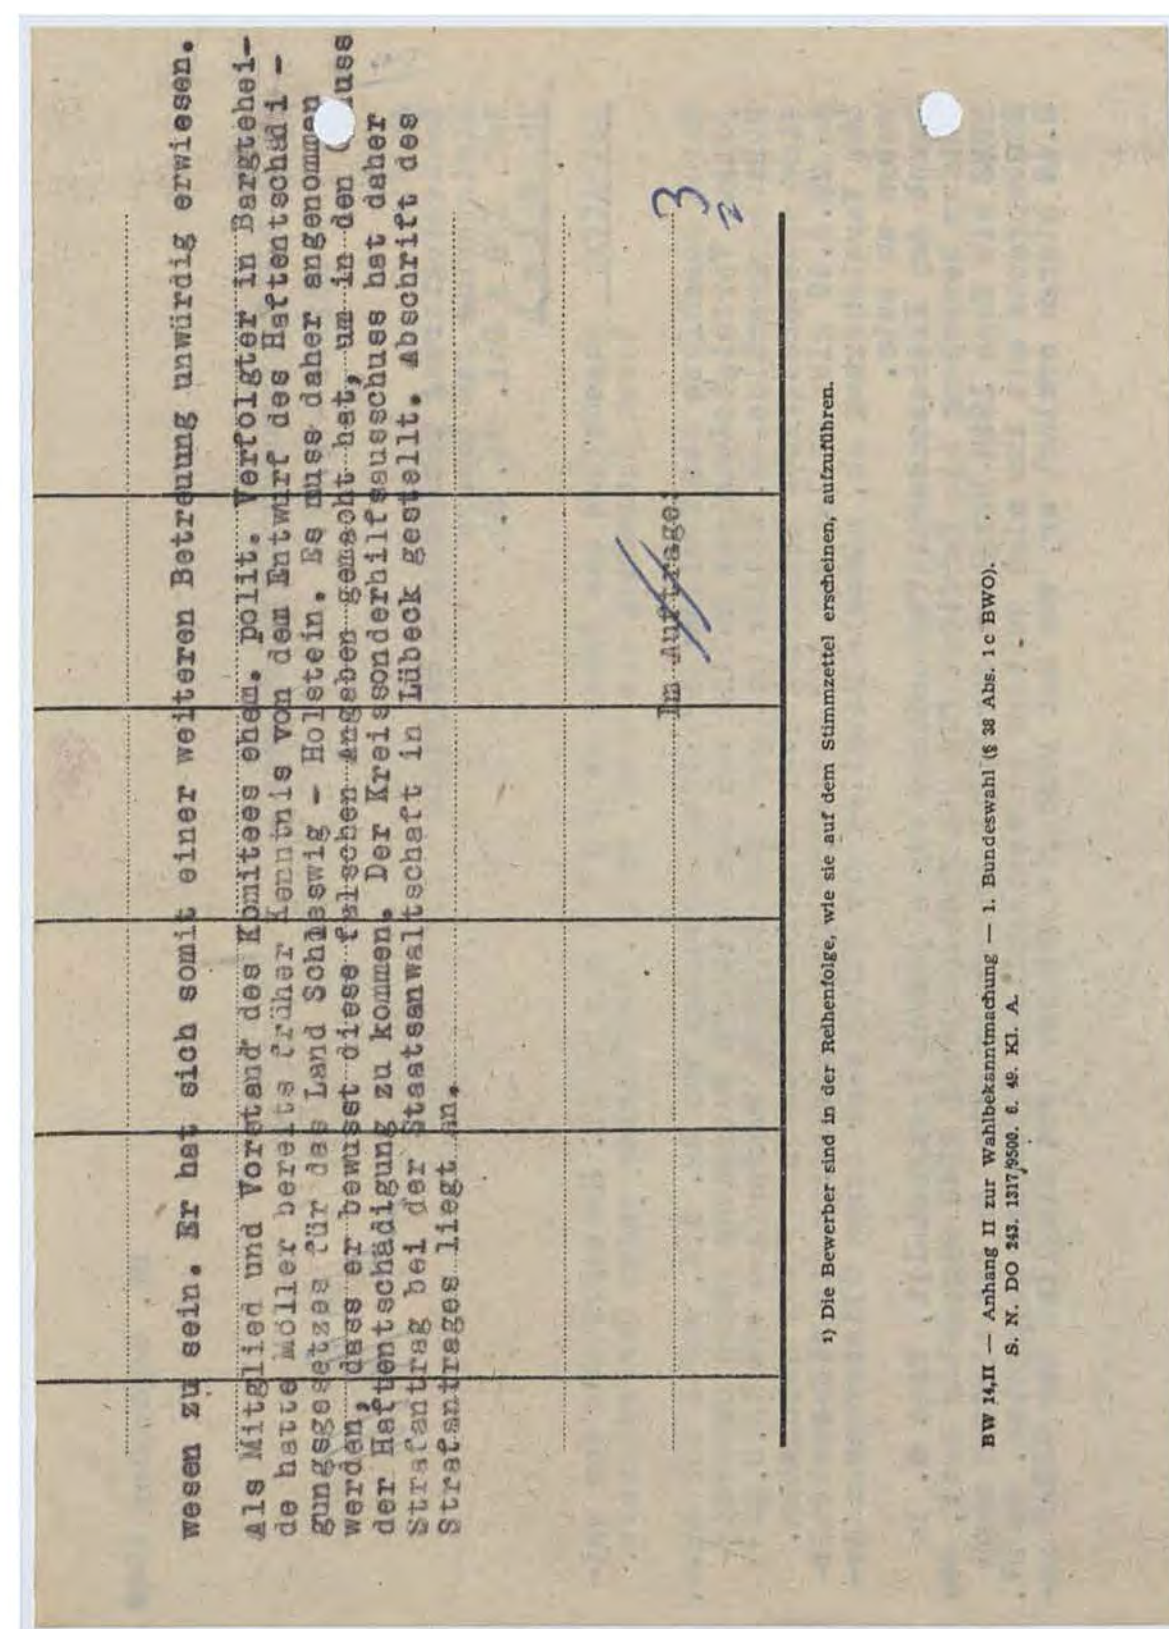 wesen zu sein. Er hat sich somit einer weiteren Betreuung unwürdig erwiesen.
Als Mitglied und Vorstand des Komitees ehem. polit. Verfolgter in Bargtehei-
de hatte Möller bereits früher Kenntnis von dem Entwurf des Haftentschädi -
gungsgesetzes für das Land Schleswig - Holstein. Es muss daher angenommen
werden, dass er bewusst diese falschen Angaben gemacht hat, um in den uss
der Haftentschädigung zu kommen. Der Kreissonderhilfsausschuss hat daher
Strafantrag bei der Staatsanwaltschaft in Lübeck gestellt. Abschrift des
Strafantrages liegt an.
Im Auftrage:
3
2
1) Die Bewerber sind in der Reihenfolge, wie sie auf dem Stimmzettel erscheinen, aufzuführen.
BW 14,II — Anhang II zur Wahlbekanntmachung — 1. Bundeswahl (§ 38 Abs. 1 c BWO).
S. N. DO 243. 1317/9500. 6. 49. Kl. A.